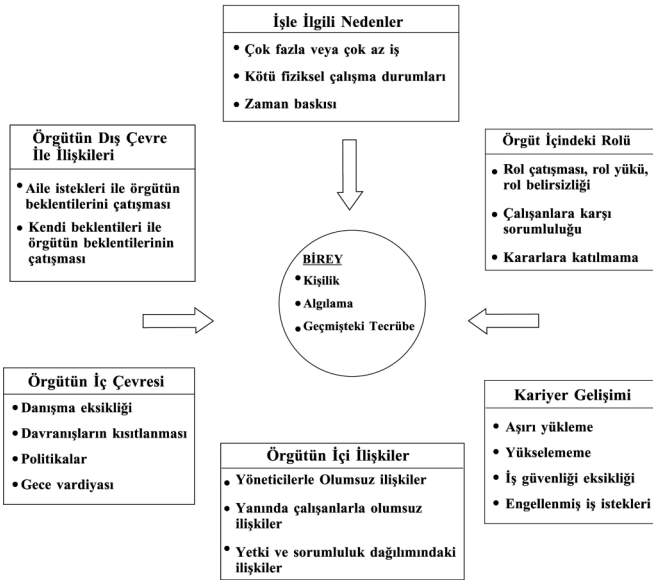 İşle İlgili Nedenler
• Çok fazla veya çok az iş
• Kötü fiziksel çalışma durumları
• Zaman baskısı
Örgütün Dış Çevre
İle İlişkileri
• Aile istekleri ile örgütün
beklentilerini çatışması
• Kendi beklentileri ile
örgütün beklentilerinin
çatışması
Örgüt İçindeki Rolü
• Rol çatışması, rol yükü,
rol belirsizliği
• Çalışanlara karşı
sorumluluğu
• Kararlara katılmama
BİREY
• Kişilik
• Algılama
• Geçmişteki Tecrübe
Örgütün İç Çevresi
• Danışma eksikliği
• Davranışların kısıtlanması
• Politikalar
• Gece vardiyası
Örgütün İçi İlişkiler
• Yöneticilerle Olumsuz ilişkiler
• Yanında çalışanlarla olumsuz
ilişkiler
• Yetki ve sorumluluk dağılımındaki
ilişkiler
Kariyer Gelişimi
• Aşırı yükleme
• Yükselememe
• İş güvenliği eksikliği
• Engellenmiş iş istekleri